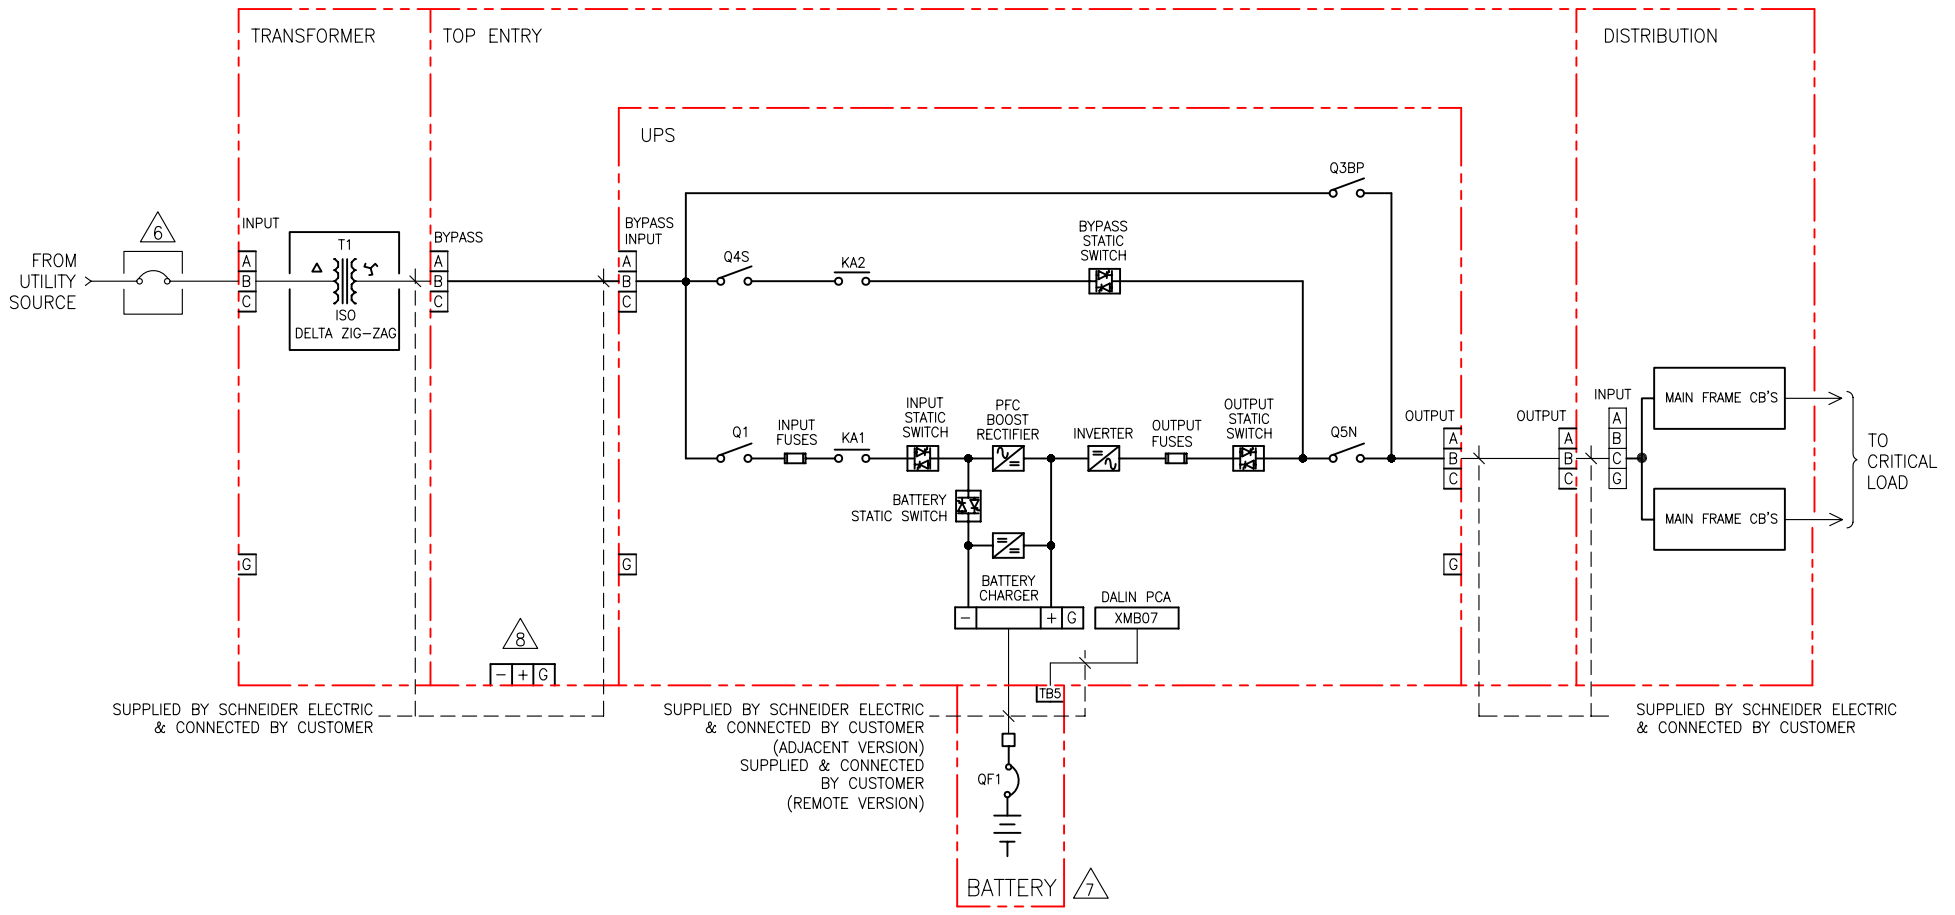 TRANSFORMER
TOP ENTRY
DISTRIBUTION
UPS
Q3BP
6
INPUT
BYPASS
BYPASS
INPUT
BYPASS
STATIC
SWITCH
T1
Q4S
KA2
FROM
UTILITY
SOURCE
A
B
C
A
B
C
A
B
C
ISO
DELTA ZIG-ZAG
Q1
INPUT
FUSES
KA1
INPUT
STATIC
SWITCH
PFC
BOOST
RECTIFIER
INVERTER
OUTPUT
FUSES
OUTPUT
STATIC
SWITCH
Q5N
OUTPUT
A
B
C
OUTPUT
A
B
C
INPUT
A
B
C
G
MAIN FRAME CB'S
MAIN FRAME CB'S
TO
CRITICAL
LOAD
BATTERY
STATIC SWITCH
G
G
G
BATTERY
CHARGER
- + G
DALIN PCA
XMB07
8
- + G
TB5
SUPPLIED BY SCHNEIDER ELECTRIC
& CONNECTED BY CUSTOMER
SUPPLIED BY SCHNEIDER ELECTRIC
& CONNECTED BY CUSTOMER
(ADJACENT VERSION)
SUPPLIED & CONNECTED
BY CUSTOMER
(REMOTE VERSION)
SUPPLIED BY SCHNEIDER ELECTRIC
& CONNECTED BY CUSTOMER
QF1
BATTERY
7